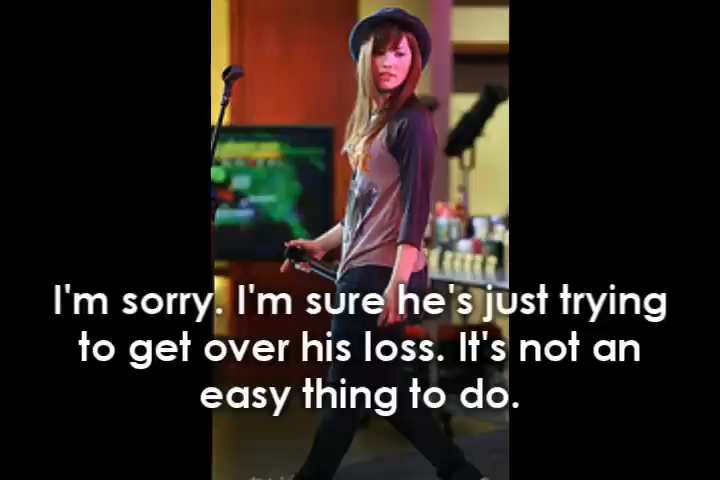 I'm sorry. I'm sure he's just trying
to get over his loss. It's not an
easy thing to do.